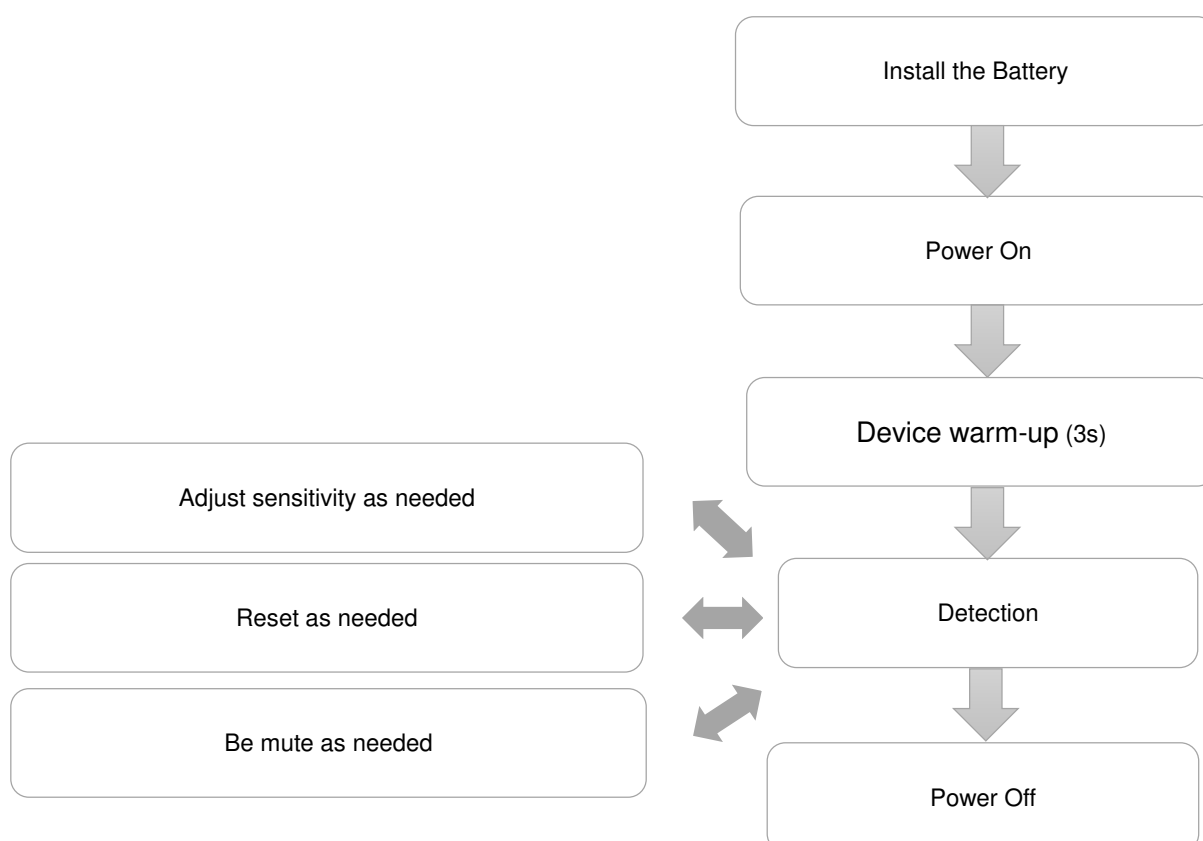 Install the Battery
Power On
Device warm-up (3s)
Adjust sensitivity as needed
Reset as needed
Detection
Be mute as needed
Power Off